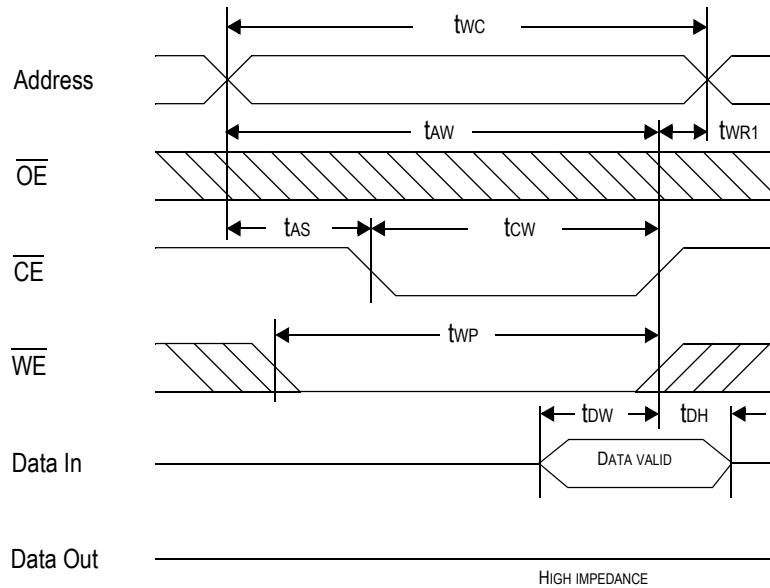 tWC
Address
tAW
tWR1
OE
tAS
tCW
CE
tWP
WE
tDW
tDH
Data In
DATA VALID
Data Out
HIGH IMPEDANCE